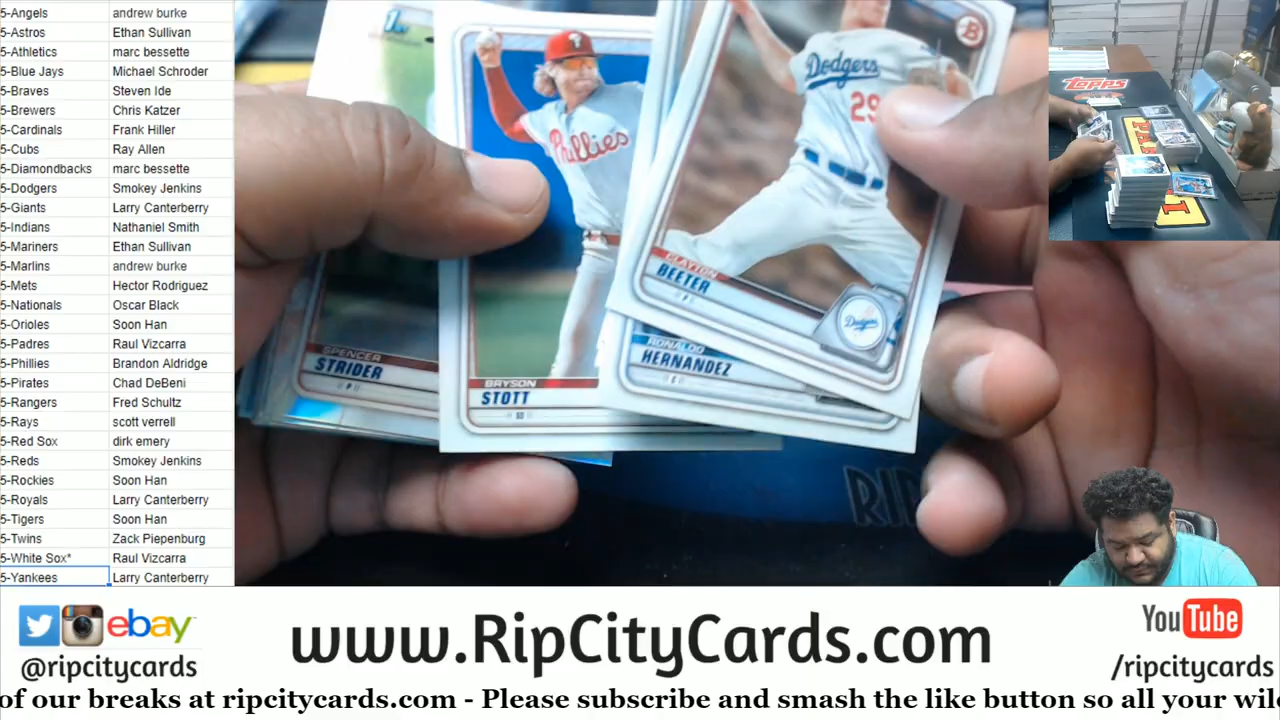 5-Angels andrew burke
5-Astros Ethan Sullivan
5-Athletics marc bessette
5-Blue Jays Michael Schroder
5-Braves Steven Ide
5-Brewers Chris Katzer
5-Cardinals Frank Hiller
5-Cubs Ray Allen
5-Diamondbacks marc bessette
5-Dodgers Smokey Jenkins
5-Giants Larry Canterberry
5-Indians Nathaniel Smith
5-Mariners Ethan Sullivan
5-Marlins andrew burke
5-Mets Hector Rodriguez
5-Nationals Oscar Black
5-Orioles Soon Han
5-Padres Raul Vizcarra
5-Phillies Brandon Aldridge
5-Pirates Chad DeBeni
5-Rangers Fred Schultz
5-Rays scott verrell
5-Red Sox dirk emery
5-Reds Smokey Jenkins
5-Rockies Soon Han
5-Royals Larry Canterberry
5-Tigers Soon Han
5-Twins Zack Piepenburg
5-White Sox* Raul Vizcarra
5-Yankees Larry Canterberry
1st
SPENCER
STRIDER
P
Phillies
BRYSON
STOTT
B
Dodgers
29
CLAYTON
BEETER
Dodgers
RONALDO
HERNANDEZ
RIP
Topps
ebay
@ripcitycards
www.RipCityCards.com
YouTube
/ripcitycards
of our breaks at ripcitycards.com - Please subscribe and smash the like button so all your wil